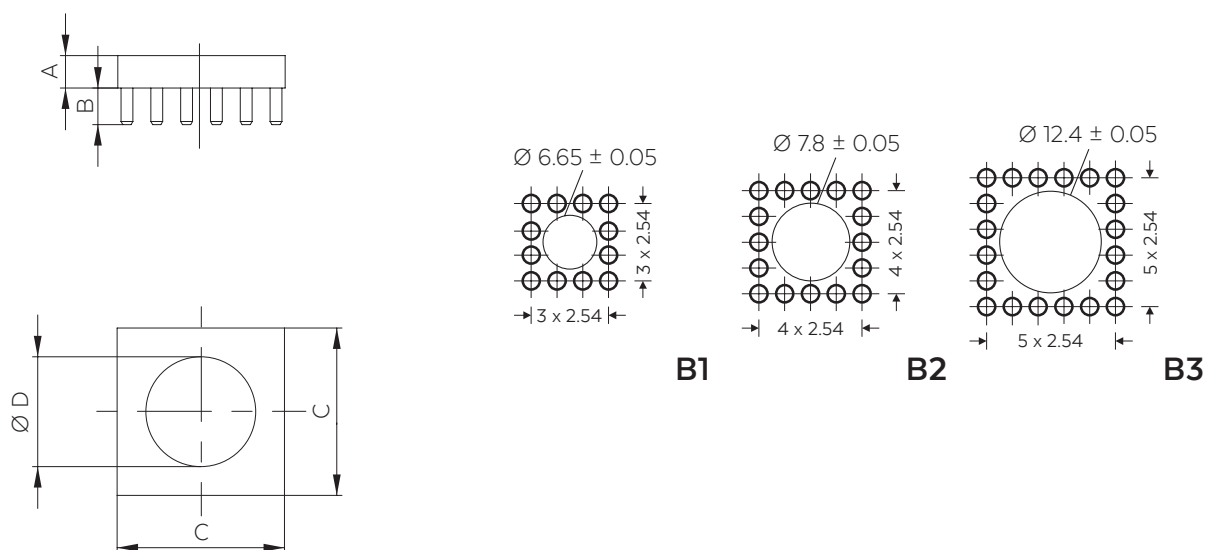 A
B
Ø D
C
C
Ø 6.65 ± 0.05
3 x 2.54
3 x 2.54
B1
Ø 7.8 ± 0.05
4 x 2.54
4 x 2.54
B2
Ø 12.4 ± 0.05
5 x 2.54
5 x 2.54
B3